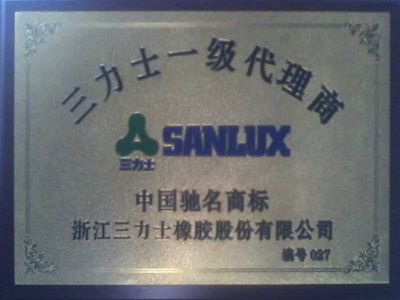 三力士一级代理商
三力士 SANLUX
中国驰名商标
浙江三力士橡胶股份有限公司
编号 027